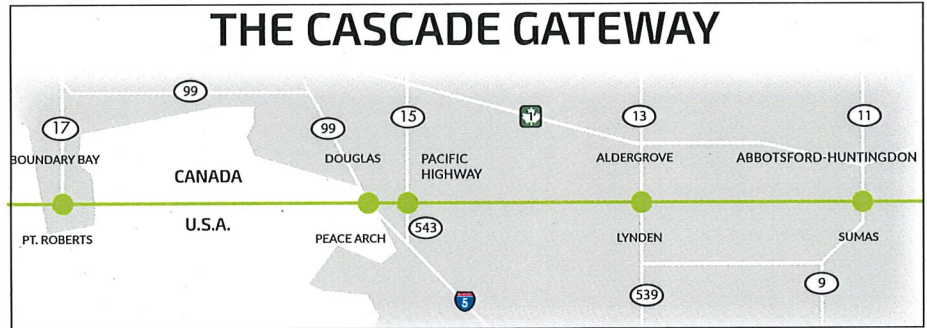 THE CASCADE GATEWAY
99
17
99
15
1
13
11
BOUNDARY BAY
DOUGLAS
PACIFIC
HIGHWAY
ALDERGROVE
ABBOTSFORD-HUNTINGDON
CANADA
U.S.A.
543
PT. ROBERTS
PEACE ARCH
LYNDEN
SUMAS
5
539
9